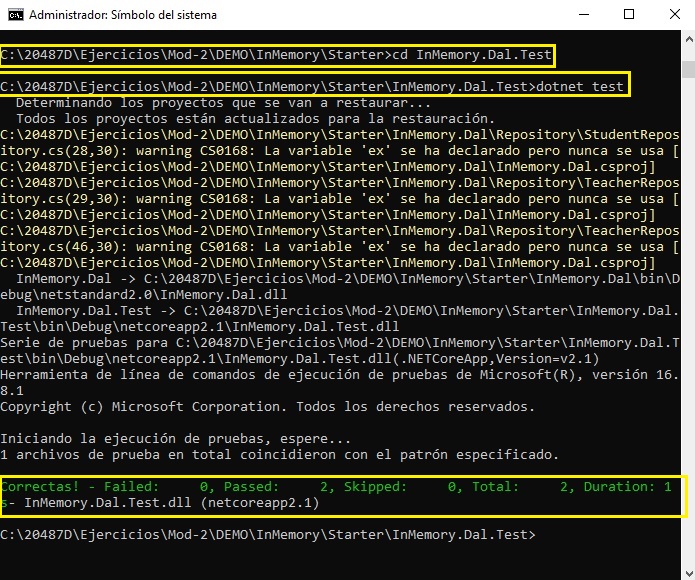 Administrador: Símbolo del sistema
C:\20487D\Ejercicios\Mod-2\DEMO\InMemory\Starter>cd InMemory.Dal.Test
C:\20487D\Ejercicios\Mod-2\DEMO\InMemory\Starter\InMemory.Dal.Test>dotnet test
Determinando los proyectos que se van a restaurar...
Todos los proyectos están actualizados para la restauración.
C:\20487D\Ejercicios\Mod-2\DEMO\InMemory\Starter\InMemory.Dal\Repository\StudentRepos
itory.cs(28,30): warning CS0168: La variable 'ex' se ha declarado pero nunca se usa [
C:\20487D\Ejercicios\Mod-2\DEMO\InMemory\Starter\InMemory.Dal\InMemory.Dal.csproj]
C:\20487D\Ejercicios\Mod-2\DEMO\InMemory\Starter\InMemory.Dal\Repository\TeacherRepos
itory.cs(29,30): warning CS0168: La variable 'ex' se ha declarado pero nunca se usa [
C:\20487D\Ejercicios\Mod-2\DEMO\InMemory\Starter\InMemory.Dal\InMemory.Dal.csproj]
C:\20487D\Ejercicios\Mod-2\DEMO\InMemory\Starter\InMemory.Dal\Repository\TeacherRepos
itory.cs(46,30): warning CS0168: La variable 'ex' se ha declarado pero nunca se usa [
C:\20487D\Ejercicios\Mod-2\DEMO\InMemory\Starter\InMemory.Dal\InMemory.Dal.csproj]
InMemory.Dal -> C:\20487D\Ejercicios\Mod-2\DEMO\InMemory\Starter\InMemory.Dal\bin\D
ebug\netstandard2.0\InMemory.Dal.dll
InMemory.Dal.Test -> C:\20487D\Ejercicios\Mod-2\DEMO\InMemory\Starter\InMemory.Dal.
Test\bin\Debug\netcoreapp2.1\InMemory.Dal.Test.dll
Serie de pruebas para C:\20487D\Ejercicios\Mod-2\DEMO\InMemory\Starter\InMemory.Dal.T
est\bin\Debug\netcoreapp2.1\InMemory.Dal.Test.dll(.NETCoreApp,Version=v2.1)
Herramienta de línea de comandos de ejecución de pruebas de Microsoft(R), versión 16.
8.1
Copyright (c) Microsoft Corporation. Todos los derechos reservados.
Iniciando la ejecución de pruebas, espere...
1 archivos de prueba en total coincidieron con el patrón especificado.
Correctas! - Failed:     0, Passed:     2, Skipped:     0, Total:     2, Duration: 1
s- InMemory.Dal.Test.dll (netcoreapp2.1)
C:\20487D\Ejercicios\Mod-2\DEMO\InMemory\Starter\InMemory.Dal.Test>